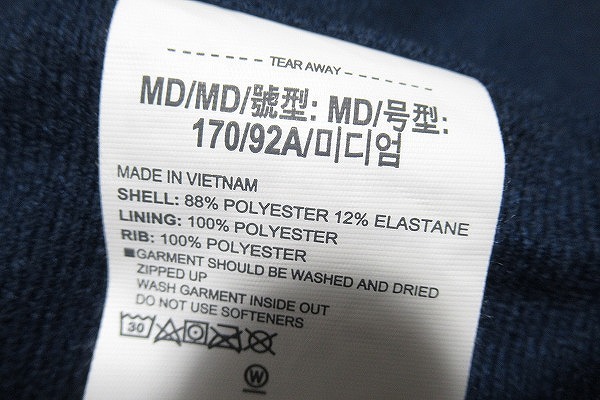 TEAR AWAY
MD/MD/號型: MD/号型:
170/92A/미디엄
MADE IN VIETNAM
SHELL: 88% POLYESTER 12% ELASTANE
LINING: 100% POLYESTER
RIB: 100% POLYESTER
■GARMENT SHOULD BE WASHED AND DRIED
ZIPPED UP
WASH GARMENT INSIDE OUT
DO NOT USE SOFTENERS
30
W